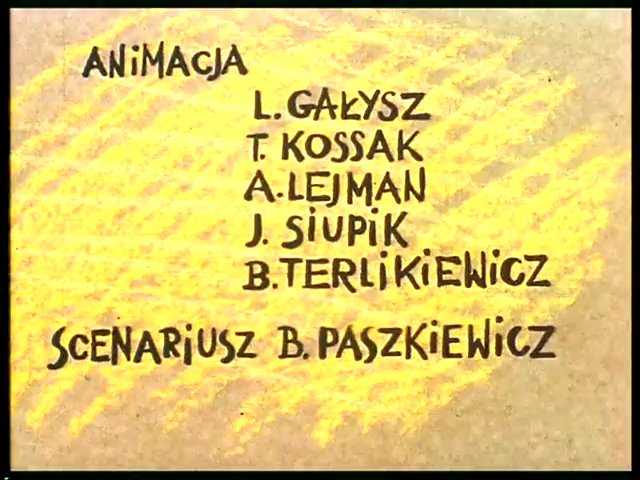 ANiMACJA
L. GAŁYSZ
T. KOSSAK
A. LEJMAN
J. SiUPiK
B. TERLiKiEWiCZ
SCENARiUSZ B. PASZKiEWiCZ